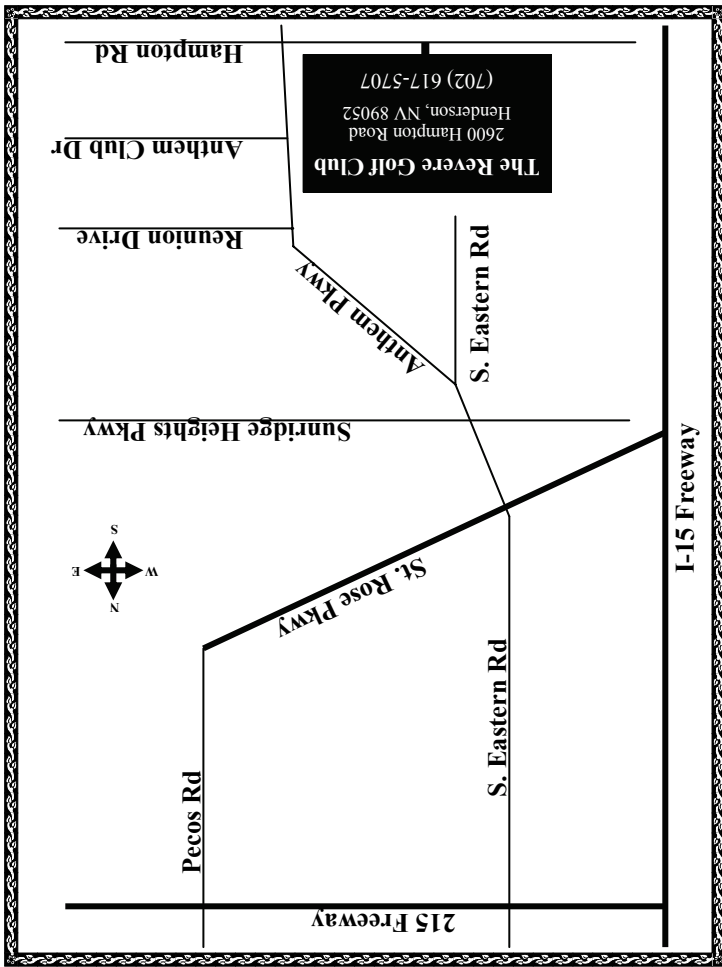 215 Freeway
I-15 Freeway
S. Eastern Rd
Pecos Rd
St. Rose Pkwy
N
W
E
S
Sunridge Heights Pkwy
Anthem Pkwy
S. Eastern Rd
Reunion Drive
Anthem Club Dr
The Revere Golf Club
2600 Hampton Road
Henderson, NV 89052
(702) 617-5707
Hampton Rd